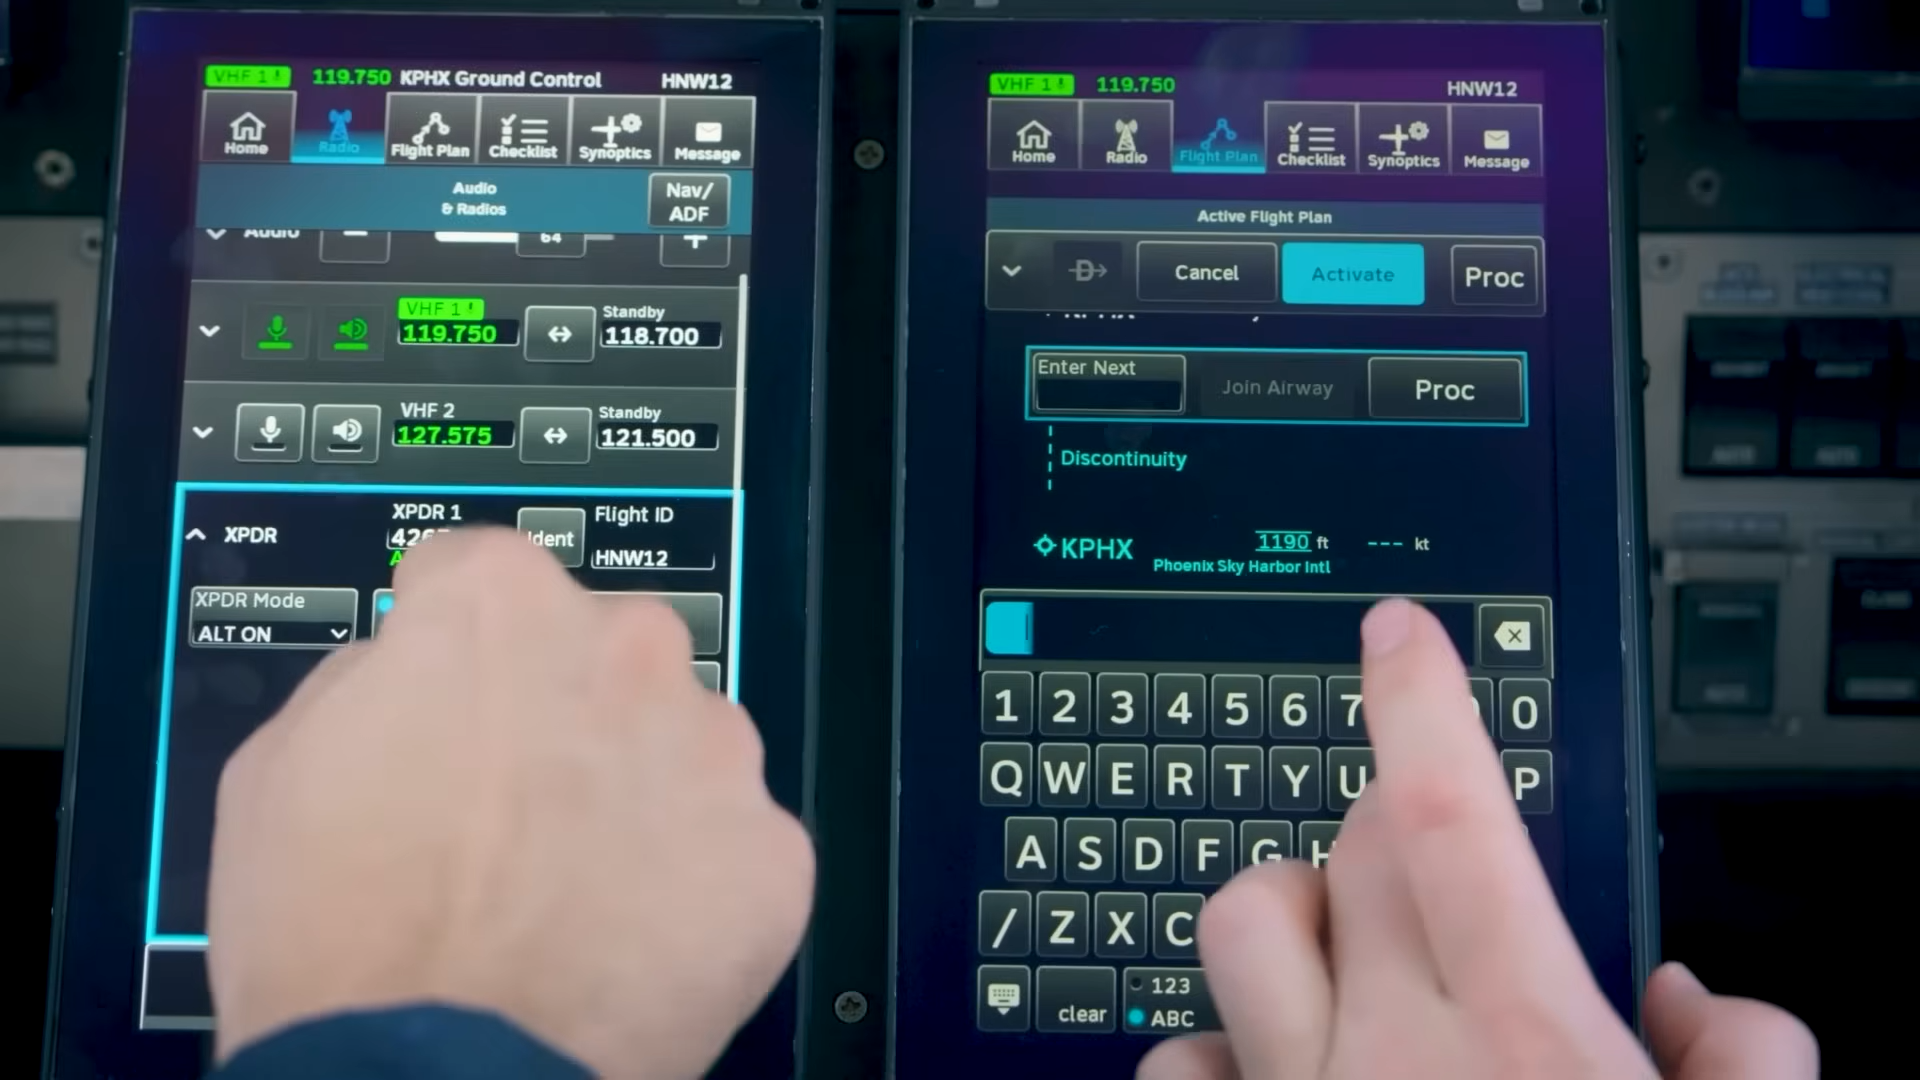 VHF 1 119.750 KPHX Ground Control HNW12
Home Radio Flight Plan Checklist Synoptics Message
Audio
& Radios
Nav/
ADF
Audio 64
VHF 1
119.750
Standby
118.700
VHF 2
127.575
Standby
121.500
XPDR
XPDR 1
Ident
Flight ID
HNW12
XPDR Mode
ALT ON
VHF 1 119.750 HNW12
Home Radio Flight Plan Checklist Synoptics Message
Active Flight Plan
D Cancel Activate Proc
Enter Next
Join Airway
Proc
Discontinuity
KPHX 1190 ft --- kt
Phoenix Sky Harbor Intl
1 2 3 4 5 6 7 0
Q W E R T Y U P
A S D F G H
/ Z X C
clear
123
ABC